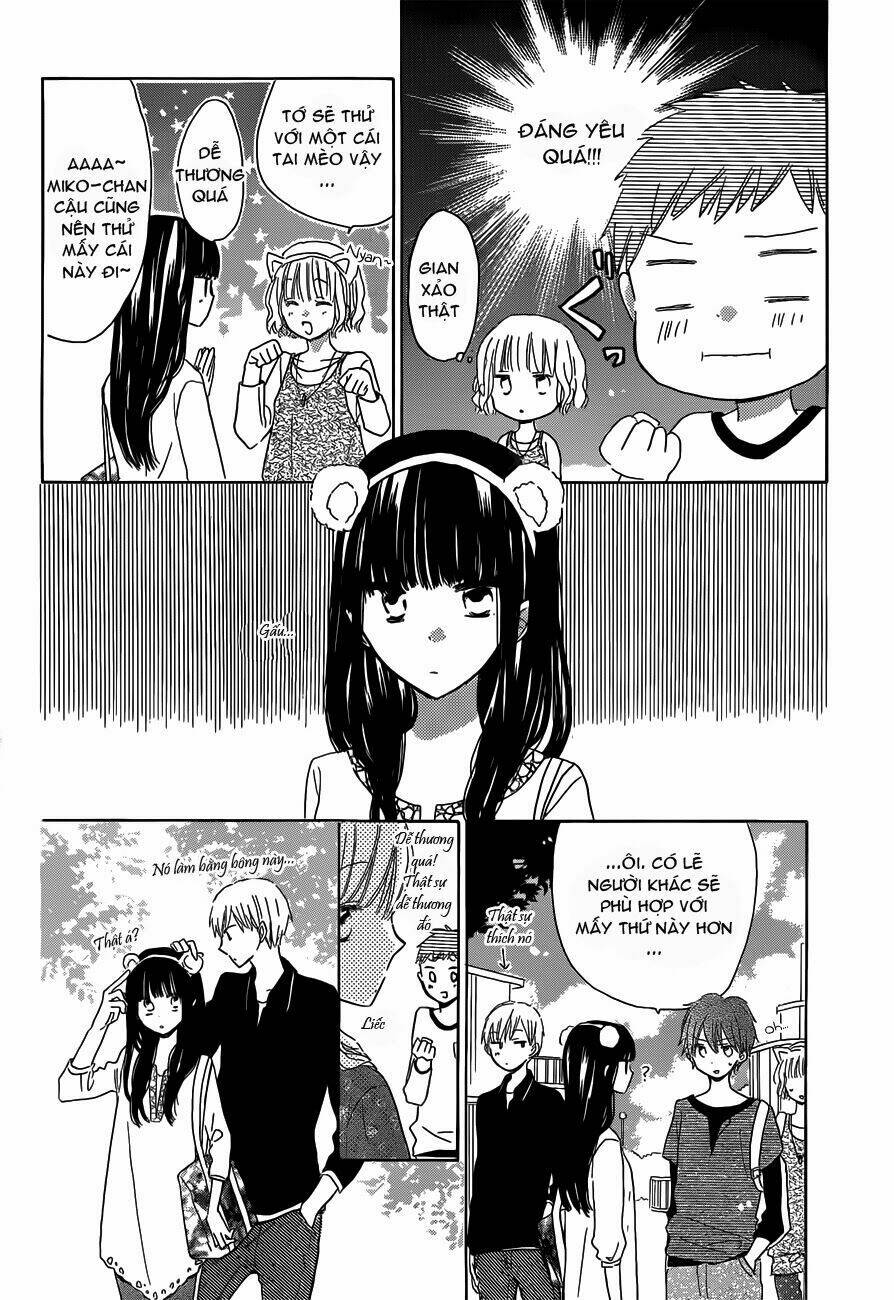 ĐÁNG YÊU
QUÁ!!!
GIAN
XẢO
THẬT
TỚ SẼ THỬ
VỚI MỘT CÁI
TAI MÈO VẬY
...
Nyan~
DỄ
THƯƠNG
QUÁ
AAAA~
MIKO-CHAN
CẬU CŨNG
NÊN THỬ
MẤY CÁI
NÀY ĐI~
Gấu...
...ÔI. CÓ LẼ
NGƯỜI KHÁC SẼ
PHÙ HỢP VỚI
MẤY THỨ NÀY HƠN
...
Thật sự
thích nó
?
oh...
Dễ thương
quá!
Thật sự
dễ thương
đó
Liếc
Nó làm bằng bông này...
Thật á?